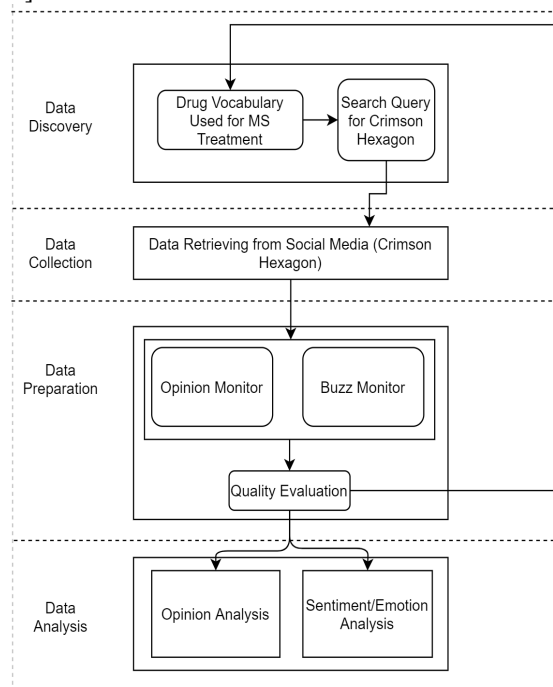 Data
Discovery
Drug Vocabulary
Used for MS
Treatment
Search Query
for Crimson
Hexagon
Data
Collection
Data Retrieving from Social Media (Crimson
Hexagon)
Data
Preparation
Opinion Monitor
Buzz Monitor
Quality Evaluation
Data
Analysis
Opinion Analysis
Sentiment/Emotion
Analysis